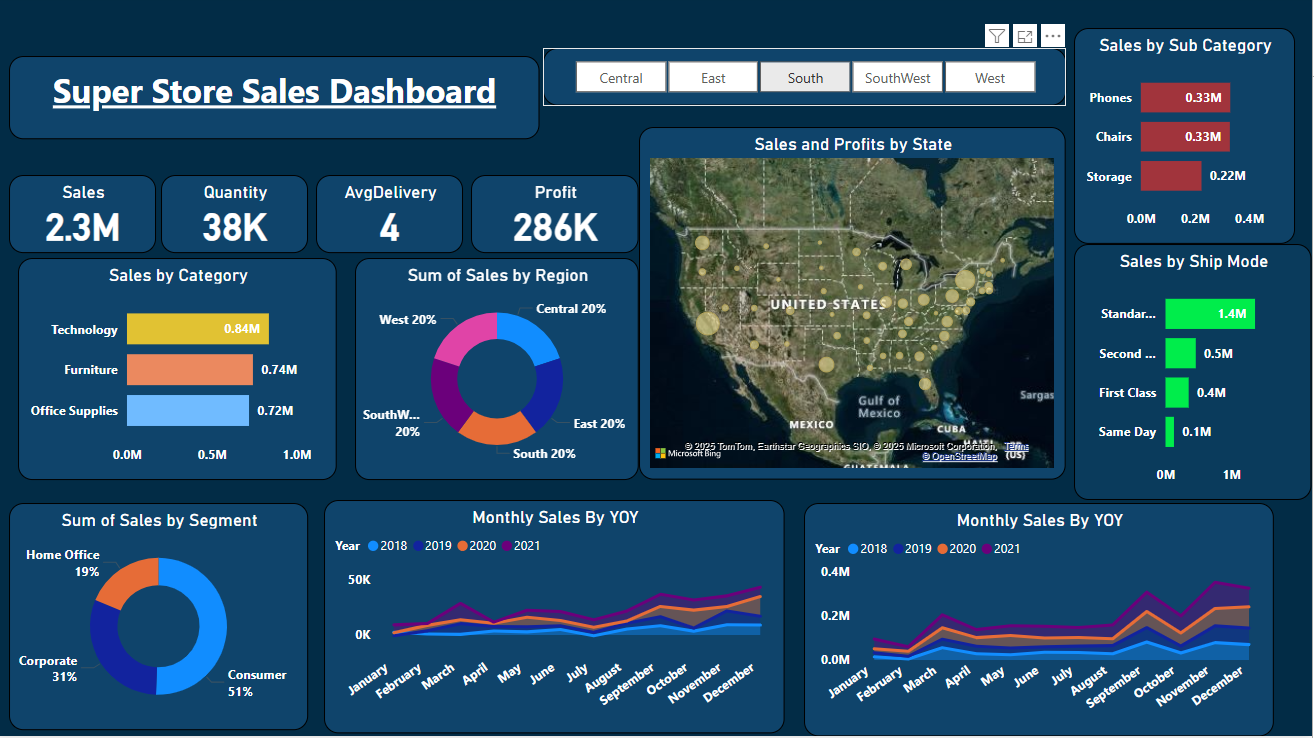 Super Store Sales Dashboard
Central
East
South
SouthWest
West
Sales
2.3M
Quantity
38K
AvgDelivery
4
Profit
286K
Sales by Category
Technology
0.84M
Furniture
0.74M
Office Supplies
0.72M
0.0M 0.5M 1.0M
Sum of Sales by Region
Central 20%
West 20%
SouthW...
20%
East 20%
South 20%
Sales and Profits by State
UNITED STATES
Gulf of
Mexico
Sargas
MEXICO
CUBA
© 2025 TomTom, Earthstar Geographics SIO, © 2025 Microsoft Corporation, Terms
Microsoft Bing
© OpenStreetMap
(US)
GUATEMALA
Sales by Sub Category
Phones
0.33M
Chairs
0.33M
Storage
0.22M
0.0M 0.2M 0.4M
Sales by Ship Mode
Standar...
1.4M
Second ...
0.5M
First Class
0.4M
Same Day
0.1M
0M 1M
Sum of Sales by Segment
Home Office
19%
Corporate
31%
Consumer
51%
Monthly Sales By YOY
Year 2018 2019 2020 2021
50K
0K
January
February
March
April
May
June
July
August
September
October
November
December
Monthly Sales By YOY
Year 2018 2019 2020 2021
0.4M
0.2M
0.0M
January
February
March
April
May
June
July
August
September
October
November
December